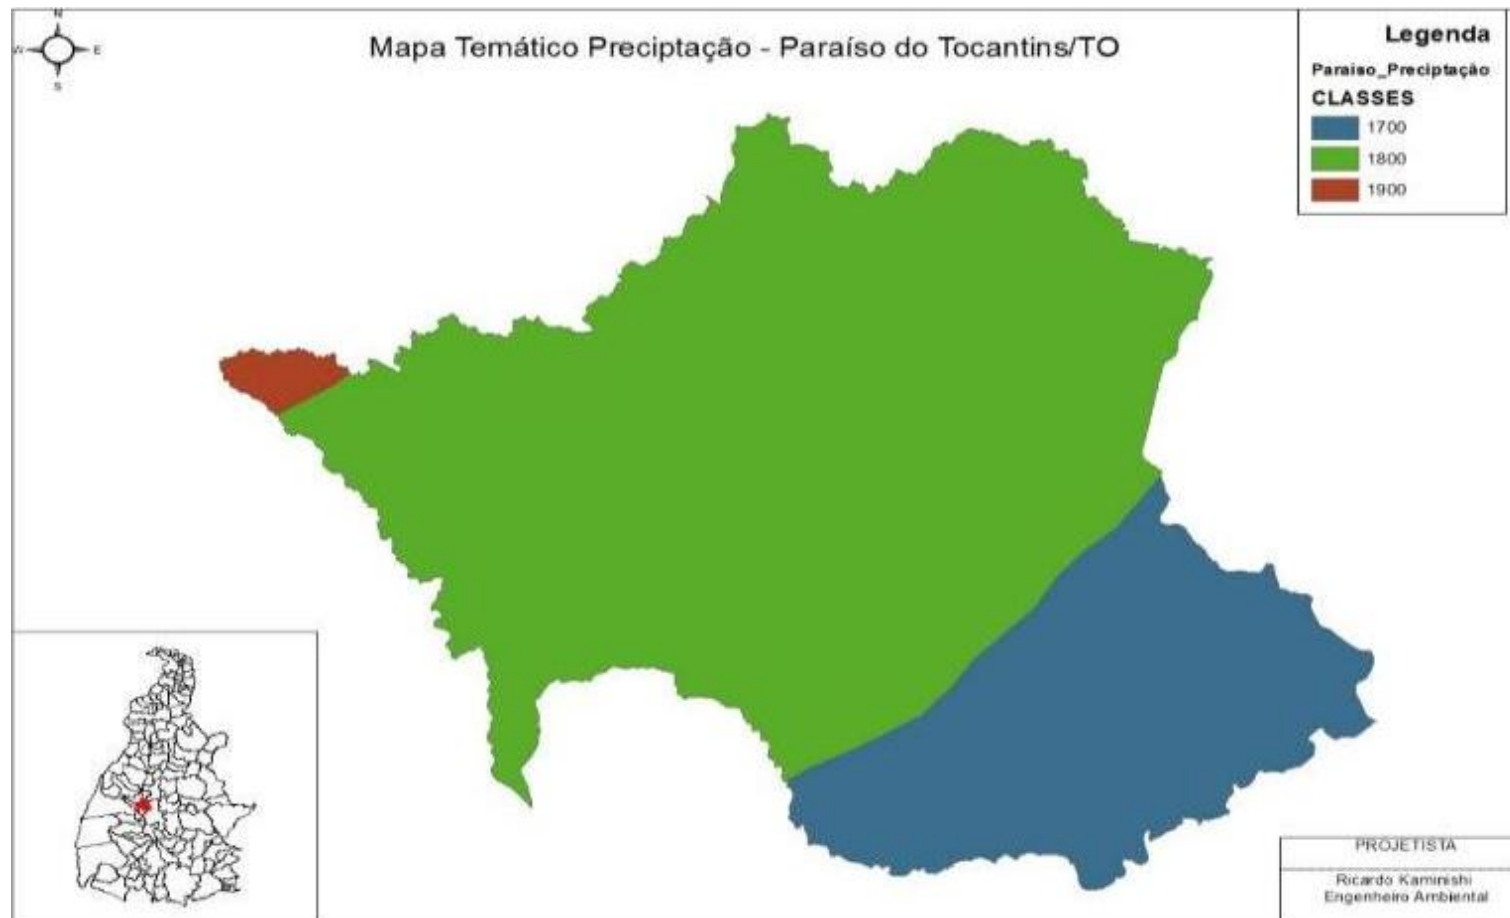 N
W E
S
Mapa Temático Preciptação - Paraíso do Tocantins/TO
Legenda
Paraiso_Preciptação
CLASSES
1700
1800
1900
PROJETISTA
Ricardo Kaminishi
Engenheiro Ambiental